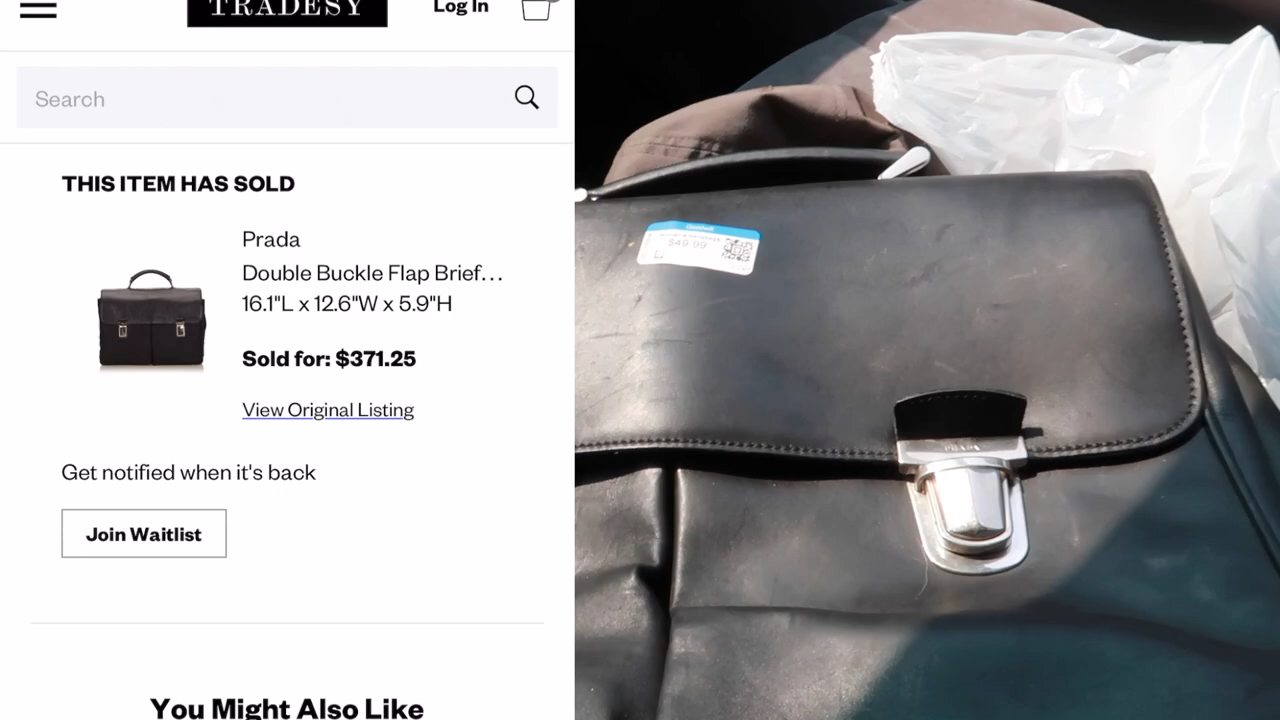 TRADESY
Log In
Search
THIS ITEM HAS SOLD
Prada
Double Buckle Flap Brief...
16.1"L x 12.6"W x 5.9"H
Sold for: $371.25
View Original Listing
Get notified when it's back
Join Waitlist
You Might Also Like
Goodwill
$49.99
PRADA